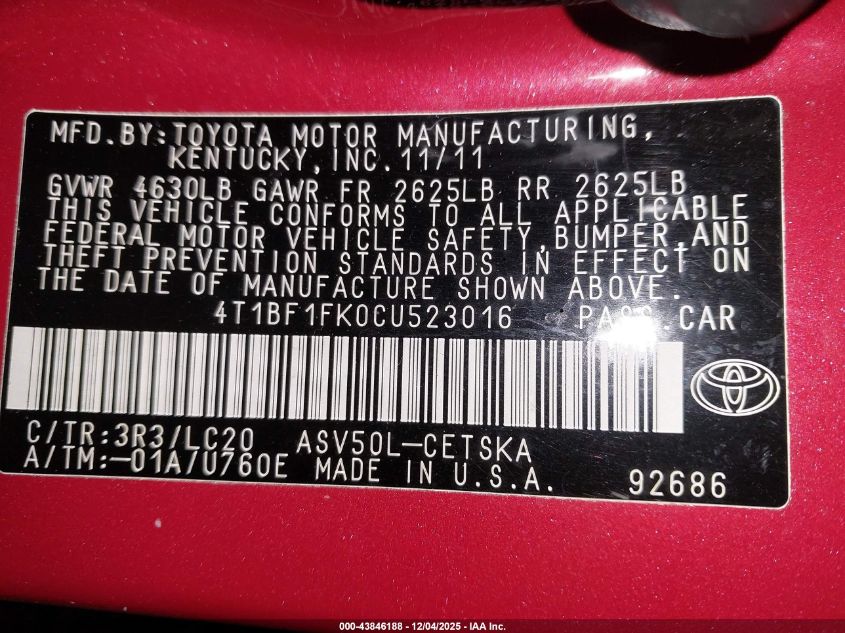 MFD.BY:TOYOTA MOTOR MANUFACTURING,
KENTUCKY,INC.11/11
GVWR 4630LB GAWR FR 2625LB RR 2625LB
THIS VEHICLE CONFORMS TO ALL APPLICABLE
FEDERAL MOTOR VEHICLE SAFETY,BUMPER,AND
THEFT PREVENTION STANDARDS IN EFFECT ON
THE DATE OF MANUFACTURE SHOWN ABOVE.
4T1BF1FK0CU523016 PASS.CAR
C/TR:3R3/LC20 ASV50L-CETSKA
A/TM:-01A/U760E MADE IN U.S.A.
92686
000-43846188 - 12/04/2025 - IAA Inc.